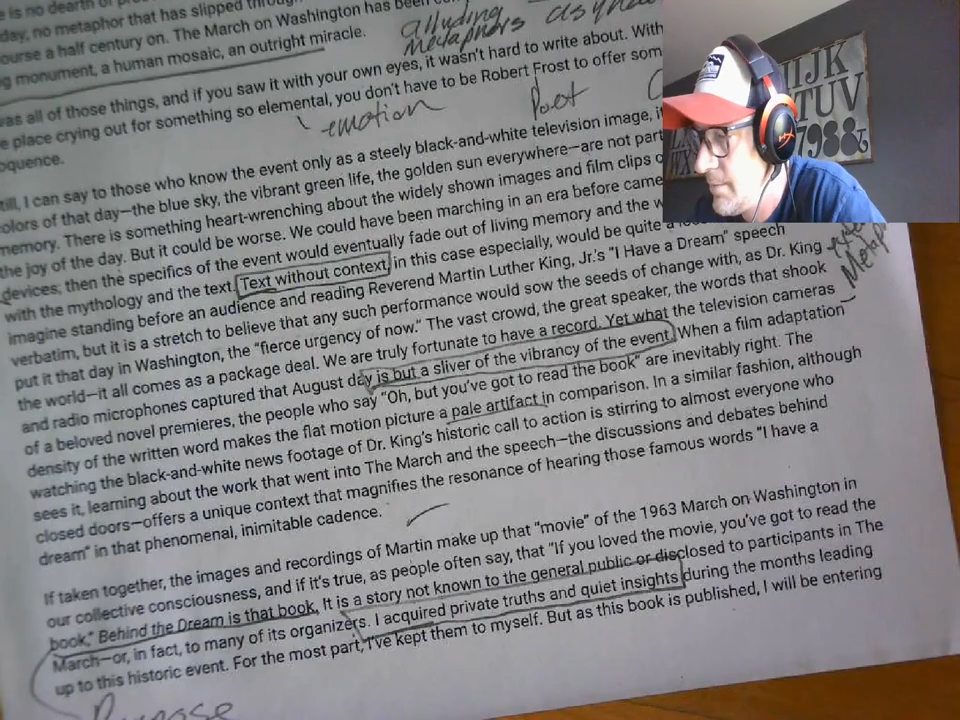 e is no dearth of
day, no metaphor that has slipped through
ourse a half century on. The March on Washington has been
g monument, a human mosaic, an outright miracle.
alluding
metaphors
was all of those things, and if you saw it with your own eyes, it wasn't hard to write about. With
e place crying out for something so elemental, you don't have to be Robert Frost to offer som
oquence.
emotion
Poet
till, I can say to those who know the event only as a steely black-and-white television image, it
olors of that day—the blue sky, the vibrant green life, the golden sun everywhere—are not part
memory. There is something heart-wrenching about the widely shown images and film clips o
the joy of the day. But it could be worse. We could have been marching in an era before came
devices; then the specifics of the event would eventually fade out of living memory and the w
with the mythology and the text. Text without context, in this case especially, would be quite a
imagine standing before an audience and reading Reverend Martin Luther King, Jr.'s "I Have a Dream" speech
verbatim, but it is a stretch to believe that any such performance would sow the seeds of change with, as Dr. King
put it that day in Washington, the "fierce urgency of now." The vast crowd, the great speaker, the words that shook
the world—it all comes as a package deal. We are truly fortunate to have a record. Yet what the television cameras
and radio microphones captured that August day is but a sliver of the vibrancy of the event. When a film adaptation
of a beloved novel premieres, the people who say "Oh, but you've got to read the book" are inevitably right. The
density of the written word makes the flat motion picture a pale artifact in comparison. In a similar fashion, although
watching the black-and-white news footage of Dr. King's historic call to action is stirring to almost everyone who
sees it, learning about the work that went into The March and the speech—the discussions and debates behind
closed doors—offers a unique context that magnifies the resonance of hearing those famous words "I have a
dream" in that phenomenal, inimitable cadence.
If taken together, the images and recordings of Martin make up that "movie" of the 1963 March on Washington in
our collective consciousness, and if it's true, as people often say, that "If you loved the movie, you've got to read the
book," Behind the Dream is that book. It is a story not known to the general public or disclosed to participants in The
March—or, in fact, to many of its organizers. I acquired private truths and quiet insights during the months leading
up to this historic event. For the most part, I've kept them to myself. But as this book is published, I will be entering
Purpose
IJK
TUV
7988&